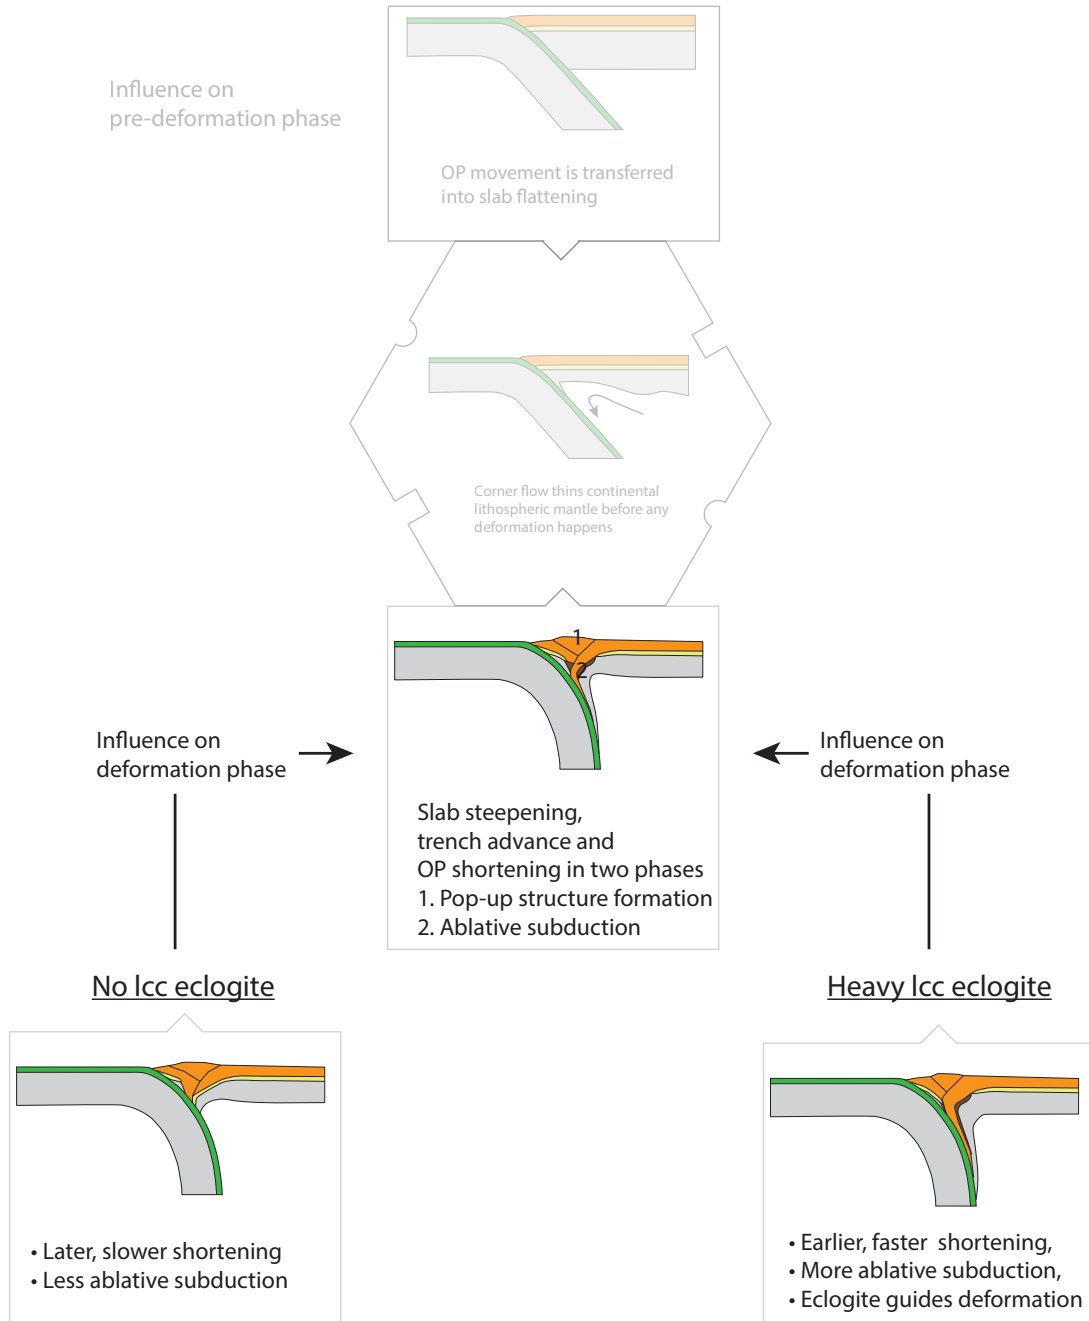 Influence on
pre-deformation phase
OP movement is transferred
into slab flattening
Corner flow thins continental
lithospheric mantle before any
deformation happens
1
2
Influence on
deformation phase
Influence on
deformation phase
Slab steepening,
trench advance and
OP shortening in two phases
1. Pop-up structure formation
2. Ablative subduction
No lcc eclogite
Heavy lcc eclogite
• Later, slower shortening
• Less ablative subduction
• Earlier, faster shortening,
• More ablative subduction,
• Eclogite guides deformation